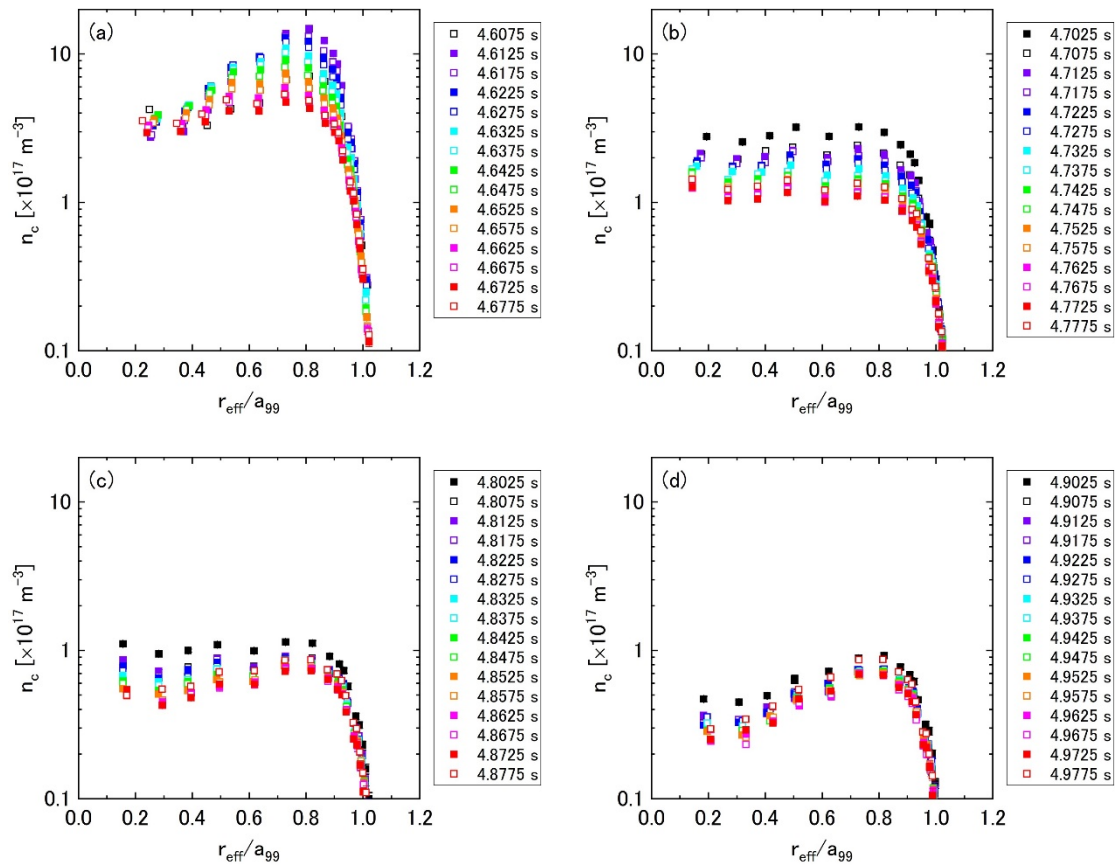 (a)
n_c [×10^17 m^-3]
10
1
0.1
0.0 0.2 0.4 0.6 0.8 1.0 1.2
r_eff/a_99
4.6075 s
4.6125 s
4.6175 s
4.6225 s
4.6275 s
4.6325 s
4.6375 s
4.6425 s
4.6475 s
4.6525 s
4.6575 s
4.6625 s
4.6675 s
4.6725 s
4.6775 s
(b)
n_c [×10^17 m^-3]
10
1
0.1
0.0 0.2 0.4 0.6 0.8 1.0 1.2
r_eff/a_99
4.7025 s
4.7075 s
4.7125 s
4.7175 s
4.7225 s
4.7275 s
4.7325 s
4.7375 s
4.7425 s
4.7475 s
4.7525 s
4.7575 s
4.7625 s
4.7675 s
4.7725 s
4.7775 s
(c)
n_c [×10^17 m^-3]
10
1
0.1
0.0 0.2 0.4 0.6 0.8 1.0 1.2
r_eff/a_99
4.8025 s
4.8075 s
4.8125 s
4.8175 s
4.8225 s
4.8275 s
4.8325 s
4.8375 s
4.8425 s
4.8475 s
4.8525 s
4.8575 s
4.8625 s
4.8675 s
4.8725 s
4.8775 s
(d)
n_c [×10^17 m^-3]
10
1
0.1
0.0 0.2 0.4 0.6 0.8 1.0 1.2
r_eff/a_99
4.9025 s
4.9075 s
4.9125 s
4.9175 s
4.9225 s
4.9275 s
4.9325 s
4.9375 s
4.9425 s
4.9475 s
4.9525 s
4.9575 s
4.9625 s
4.9675 s
4.9725 s
4.9775 s